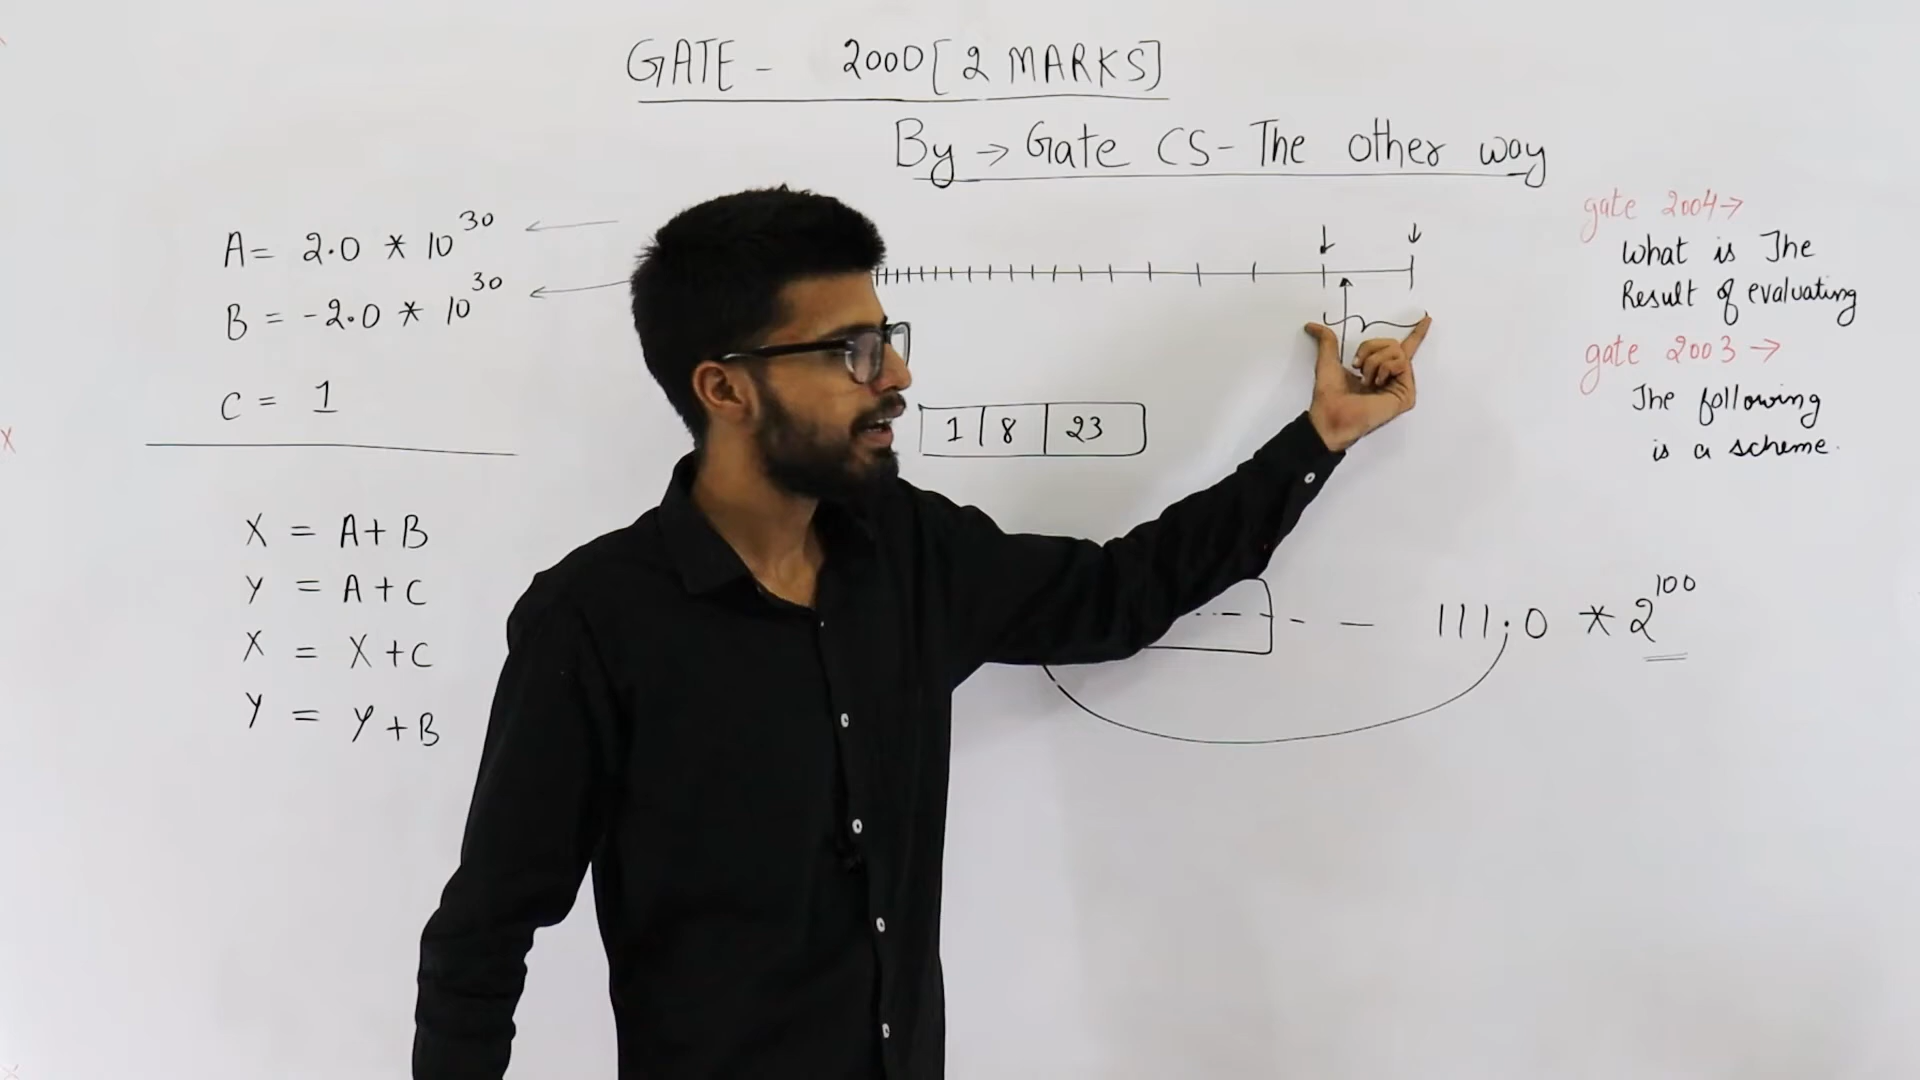 GATE - 2000 [2 MARKS]
By → Gate CS - The other way
A = 2.0 * 10^30
B = -2.0 * 10^30
C = 1
X = A + B
Y = A + C
X = X + C
Y = Y + B
1 8 23
- - 111.0 * 2^100
gate 2004 →
What is The
Result of evaluating
gate 2003 →
The following
is a scheme.